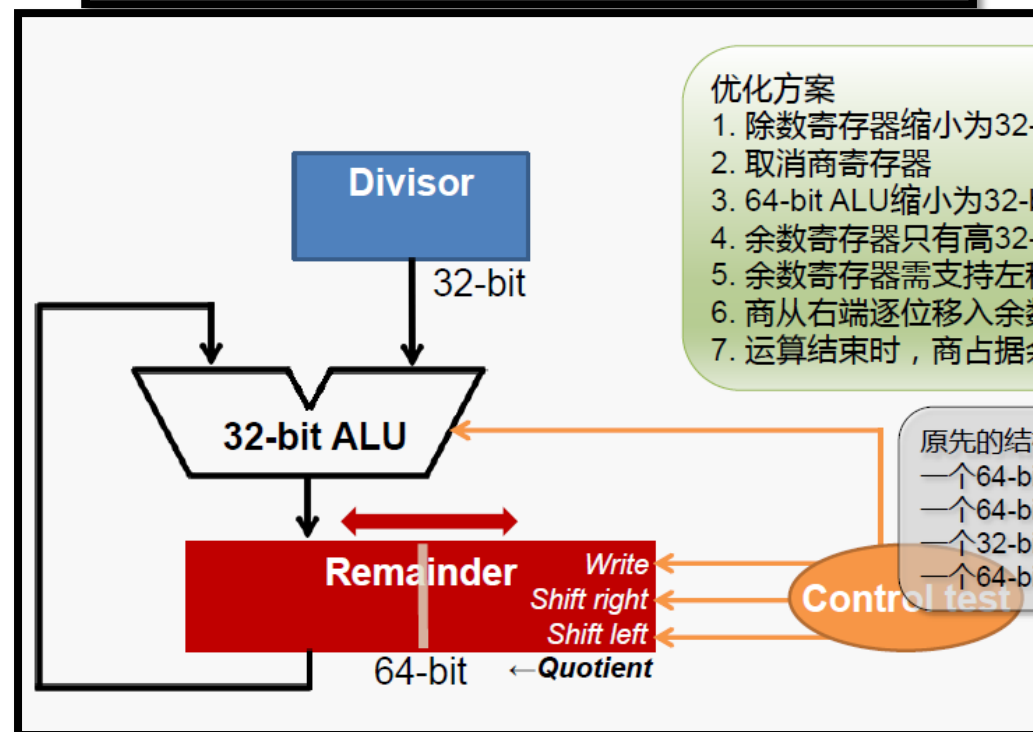 优化方案
1. 除数寄存器缩小为32-
2. 取消商寄存器
3. 64-bit ALU缩小为32-
4. 余数寄存器只有高32-
5. 余数寄存器需支持左
6. 商从右端逐位移入余
7. 运算结束时，商占据
Divisor
32-bit
32-bit ALU
原先的结
一个64-b
一个64-b
一个32-b
一个64-b
Remainder
Write
Shift right
Shift left
Control test
64-bit
←Quotient